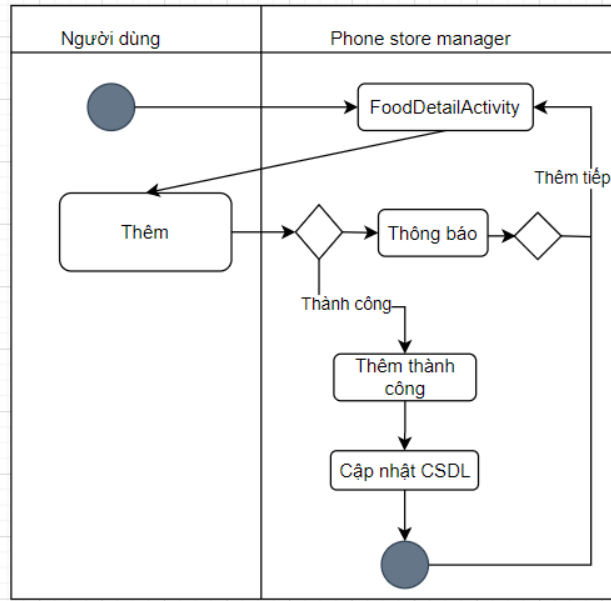 Người dùng
Phone store manager
FoodDetailActivity
Thêm tiếp
Thêm
Thông báo
Thành công
Thêm thành
công
Cập nhật CSDL